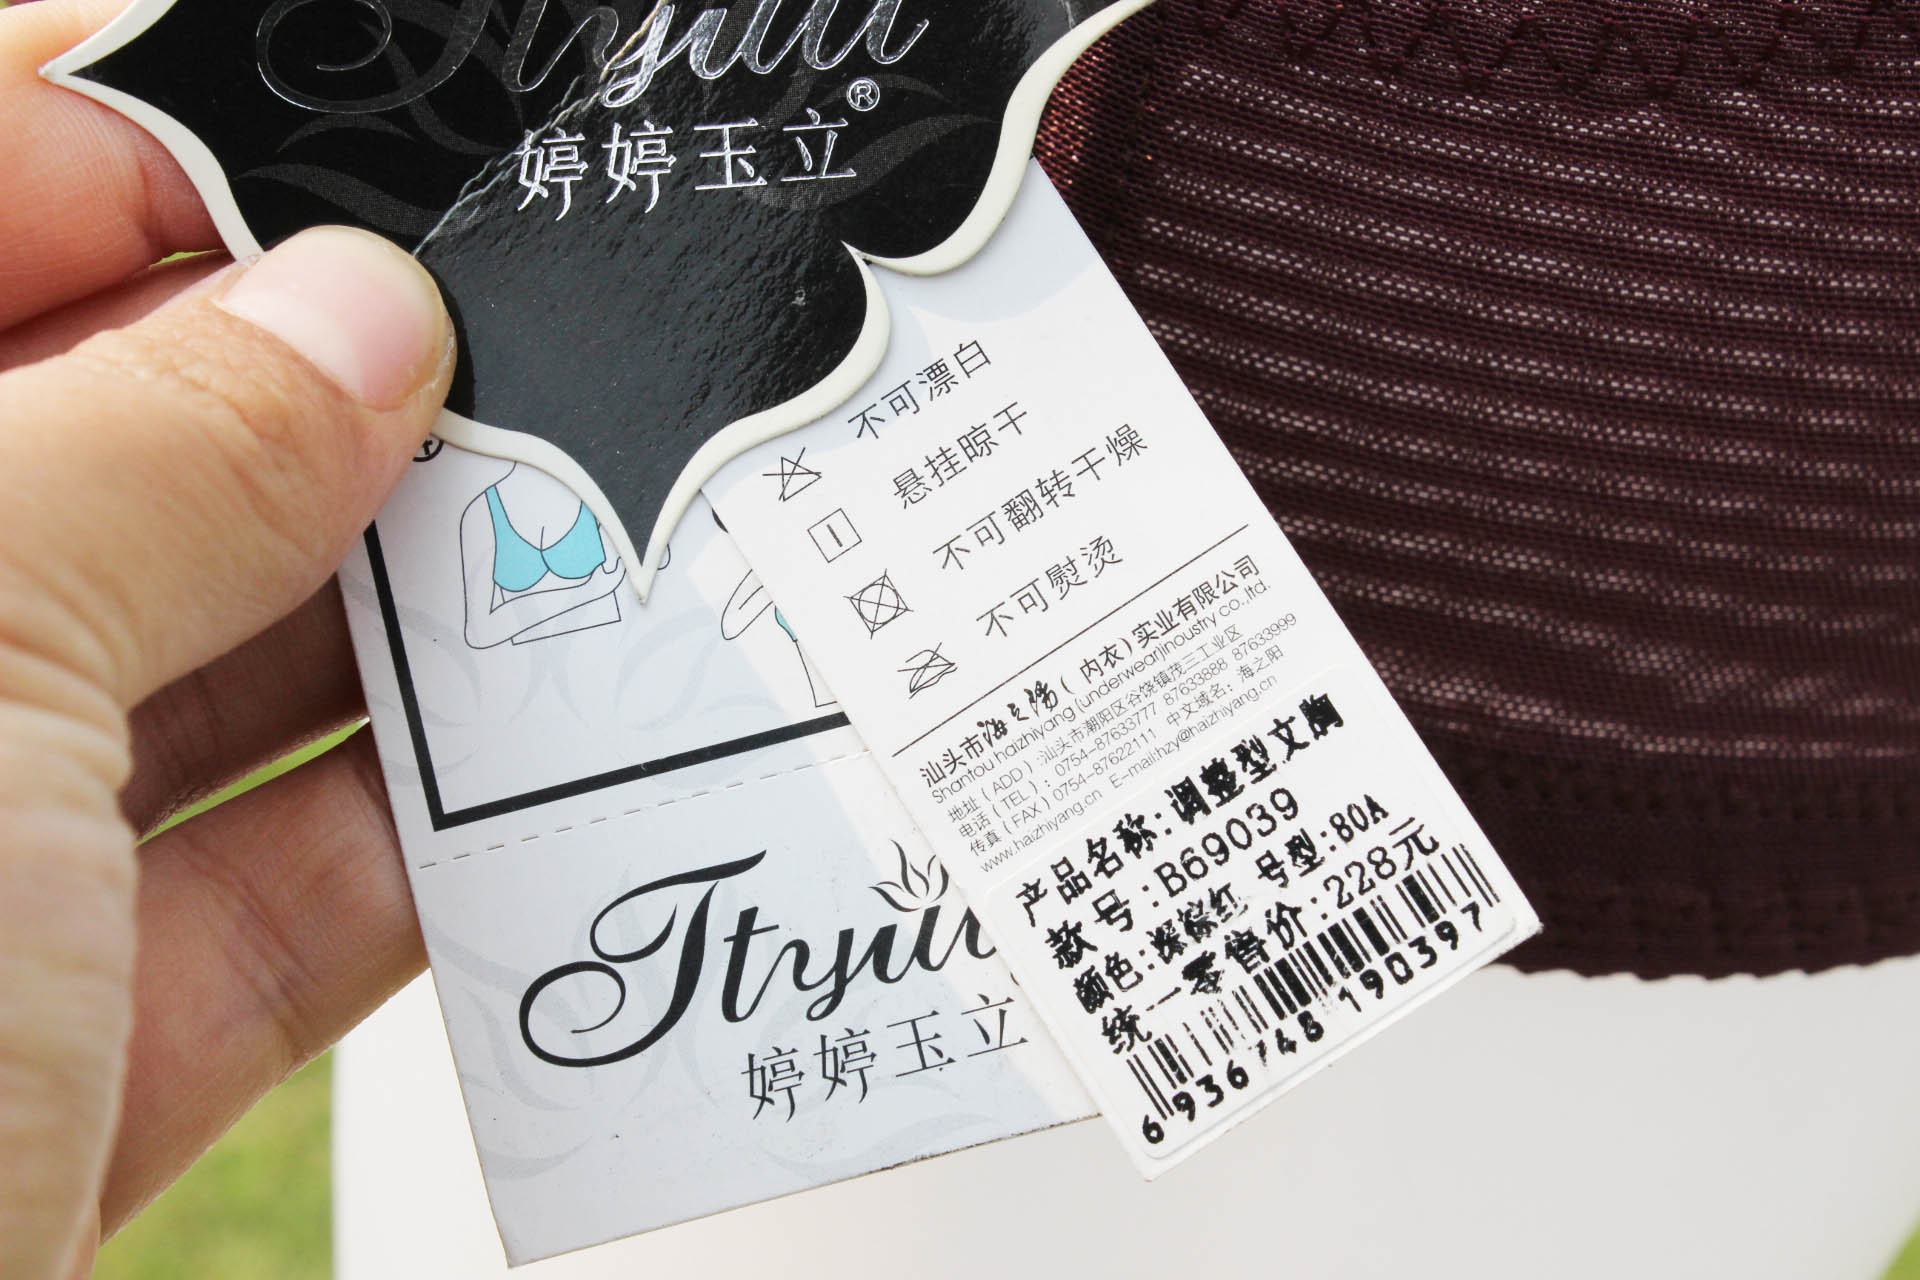 Ttyuu
®
婷婷玉立
不可漂白
悬挂晾干
不可翻转干燥
不可熨烫
汕头市海之阳(内衣)实业有限公司
Shantou haizhiyang (underwear)inoustry co.,ltd.
地址(ADD):汕头市潮阳区谷饶镇茂三工业区
电话(TEL):0754-87633777 87633888 87633999
传真(FAX)0754-87622111 中文域名:海之阳
www.haizhiyang.cn E-mail:hzy@haizhiyang.cn
产品名称:调整型文胸
款号:B69039
颜色:深棕红 号型:80A
统一零售价:228元
6936748190397
Ttyuu
婷婷玉立